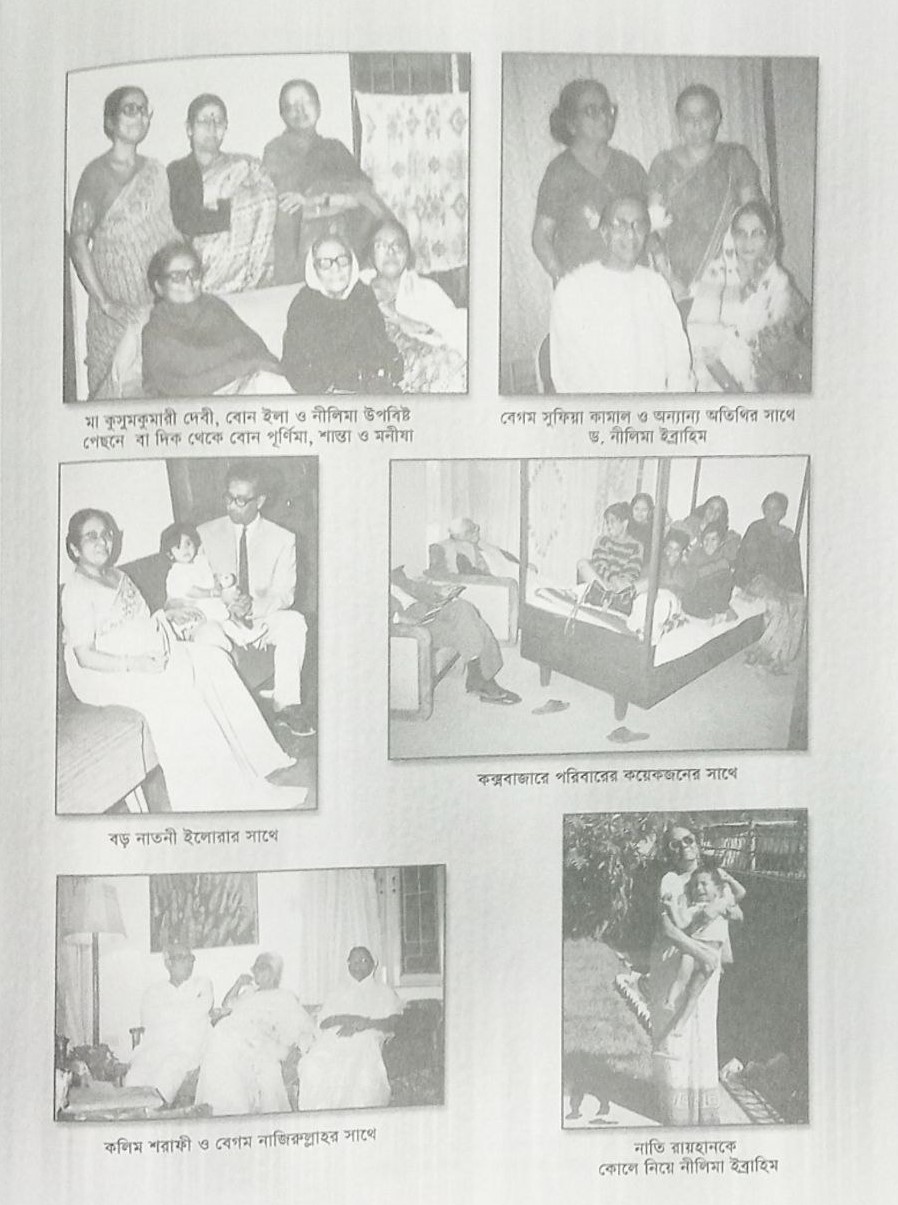 মা কুসুমকুমারী দেবী, বোন ইলা ও নীলিমা উপবিষ্ট
পেছনে বা দিক থেকে বোন পূর্ণিমা, শান্তা ও মনীষা
বেগম সুফিয়া কামাল ও অন্যান্য অতিথির সাথে
ড. নীলিমা ইব্রাহিম
বড় নাতনী ইলোরার সাথে
কক্সবাজারে পরিবারের কয়েকজনের সাথে
কলিম শরাফী ও বেগম নাজিরুল্লাহর সাথে
নাতি রায়হানকে
কোলে নিয়ে নীলিমা ইব্রাহিম